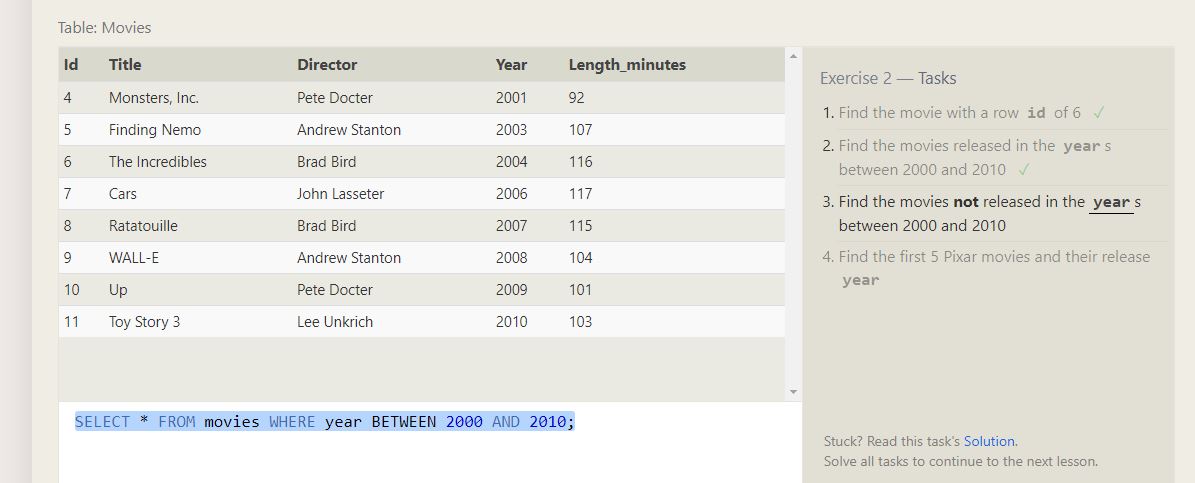 Table: Movies
Id Title Director Year Length_minutes
4 Monsters, Inc. Pete Docter 2001 92
5 Finding Nemo Andrew Stanton 2003 107
6 The Incredibles Brad Bird 2004 116
7 Cars John Lasseter 2006 117
8 Ratatouille Brad Bird 2007 115
9 WALL-E Andrew Stanton 2008 104
10 Up Pete Docter 2009 101
11 Toy Story 3 Lee Unkrich 2010 103
SELECT * FROM movies WHERE year BETWEEN 2000 AND 2010;
Exercise 2 — Tasks
1. Find the movie with a row id of 6 ✓
2. Find the movies released in the year s
between 2000 and 2010 ✓
3. Find the movies not released in the year s
between 2000 and 2010
4. Find the first 5 Pixar movies and their release
year
Stuck? Read this task's Solution.
Solve all tasks to continue to the next lesson.